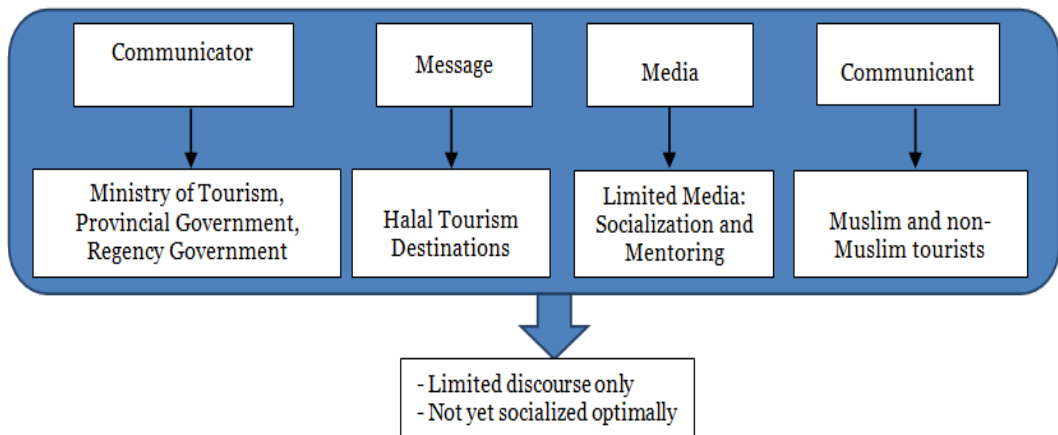 Communicator
Message
Media
Communicant
Ministry of Tourism,
Provincial Government,
Regency Government
Halal Tourism
Destinations
Limited Media:
Socialization and
Mentoring
Muslim and non-
Muslim tourists
- Limited discourse only
- Not yet socialized optimally